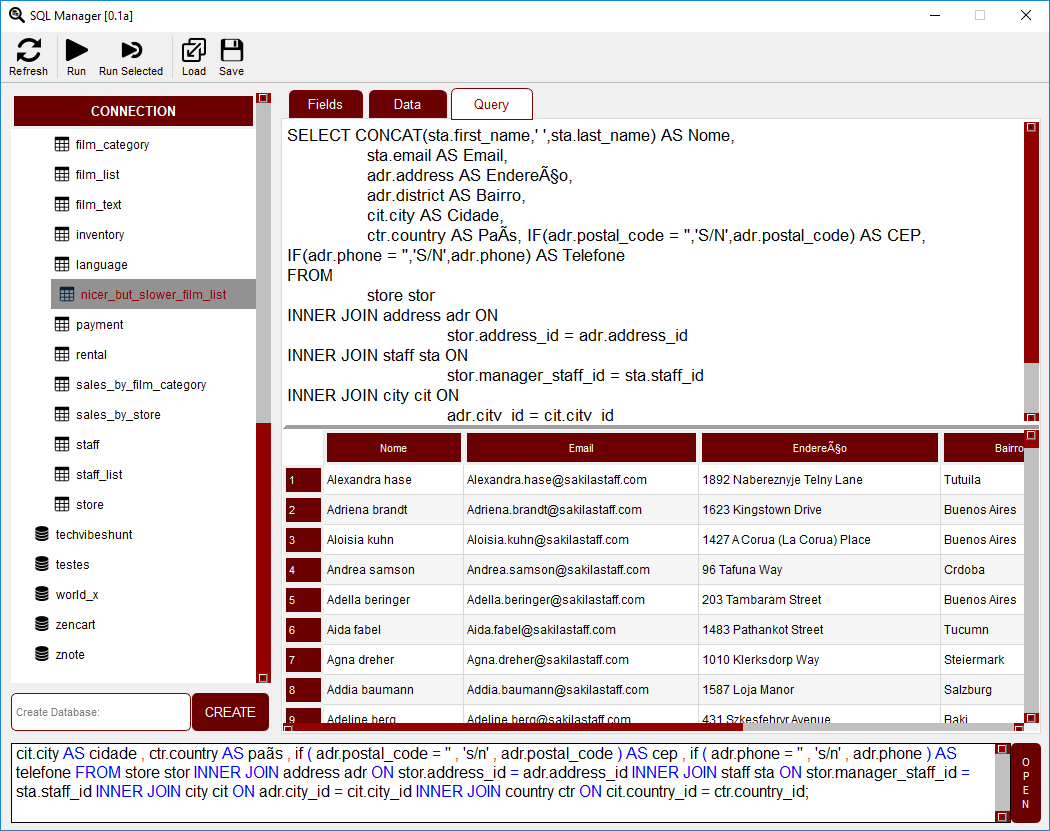 SQL Manager [0.1a]
Refresh Run Run Selected Load Save
CONNECTION
film_category
film_list
film_text
inventory
language
nicer_but_slower_film_list
payment
rental
sales_by_film_category
sales_by_store
staff
staff_list
store
techvibeshunt
testes
world_x
zencart
znote
Create Database: CREATE
Fields Data Query
SELECT CONCAT(sta.first_name,' ',sta.last_name) AS Nome,
sta.email AS Email,
adr.address AS EndereÃ§o,
adr.district AS Bairro,
cit.city AS Cidade,
ctr.country AS PaÃs, IF(adr.postal_code = '','S/N',adr.postal_code) AS CEP,
IF(adr.phone = '','S/N',adr.phone) AS Telefone
FROM
store stor
INNER JOIN address adr ON
stor.address_id = adr.address_id
INNER JOIN staff sta ON
stor.manager_staff_id = sta.staff_id
INNER JOIN city cit ON
adr.city_id = cit.city_id
Nome Email EndereÃ§o Bairro
1 Alexandra hase Alexandra.hase@sakilastaff.com 1892 Nabereznyje Telny Lane Tutuila
2 Adriena brandt Adriena.brandt@sakilastaff.com 1623 Kingstown Drive Buenos Aires
3 Aloisia kuhn Aloisia.kuhn@sakilastaff.com 1427 A Corua (La Corua) Place Buenos Aires
4 Andrea samson Andrea.samson@sakilastaff.com 96 Tafuna Way Crdoba
5 Adella beringer Adella.beringer@sakilastaff.com 203 Tambaram Street Buenos Aires
6 Aida fabel Aida.fabel@sakilastaff.com 1483 Pathankot Street Tucumn
7 Agna dreher Agna.dreher@sakilastaff.com 1010 Klerksdorp Way Steiermark
8 Addia baumann Addia.baumann@sakilastaff.com 1587 Loja Manor Salzburg
9 Adeline berg Adeline.berg@sakilastaff.com 431 Szkesfehrvr Avenue Baki
cit.city AS cidade , ctr.country AS paãs , if ( adr.postal_code = '' , 's/n' , adr.postal_code ) AS cep , if ( adr.phone = '' , 's/n' , adr.phone ) AS
telefone FROM store stor INNER JOIN address adr ON stor.address_id = adr.address_id INNER JOIN staff sta ON stor.manager_staff_id =
sta.staff_id INNER JOIN city cit ON adr.city_id = cit.city_id INNER JOIN country ctr ON cit.country_id = ctr.country_id;
OPEN